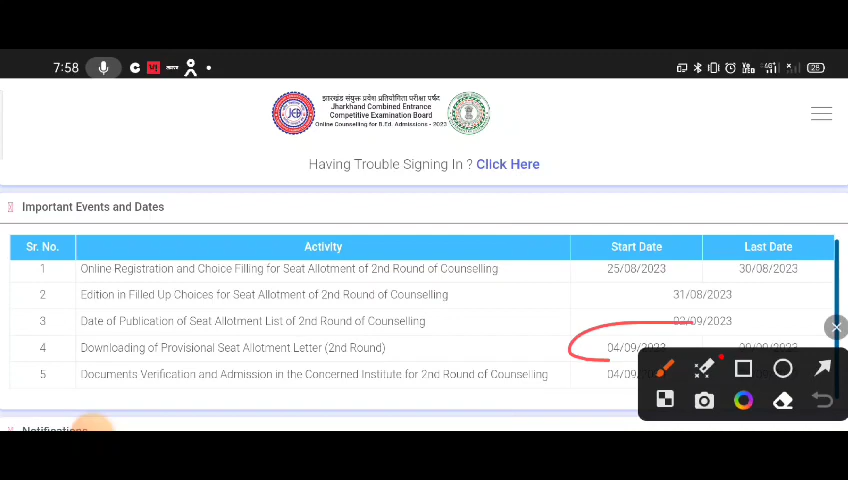 7:58
28
झारखंड संयुक्त प्रवेश प्रतियोगिता परीक्षा पर्षद
Jharkhand Combined Entrance
Competitive Examination Board
Online Counselling for B.Ed. Admissions - 2023
Having Trouble Signing In ? Click Here
Important Events and Dates
Sr. No. Activity Start Date Last Date
1 Online Registration and Choice Filling for Seat Allotment of 2nd Round of Counselling 25/08/2023 30/08/2023
2 Edition in Filled Up Choices for Seat Allotment of 2nd Round of Counselling 31/08/2023
3 Date of Publication of Seat Allotment List of 2nd Round of Counselling 03/09/2023
4 Downloading of Provisional Seat Allotment Letter (2nd Round) 04/09/2023
5 Documents Verification and Admission in the Concerned Institute for 2nd Round of Counselling 04/09/
Notifications